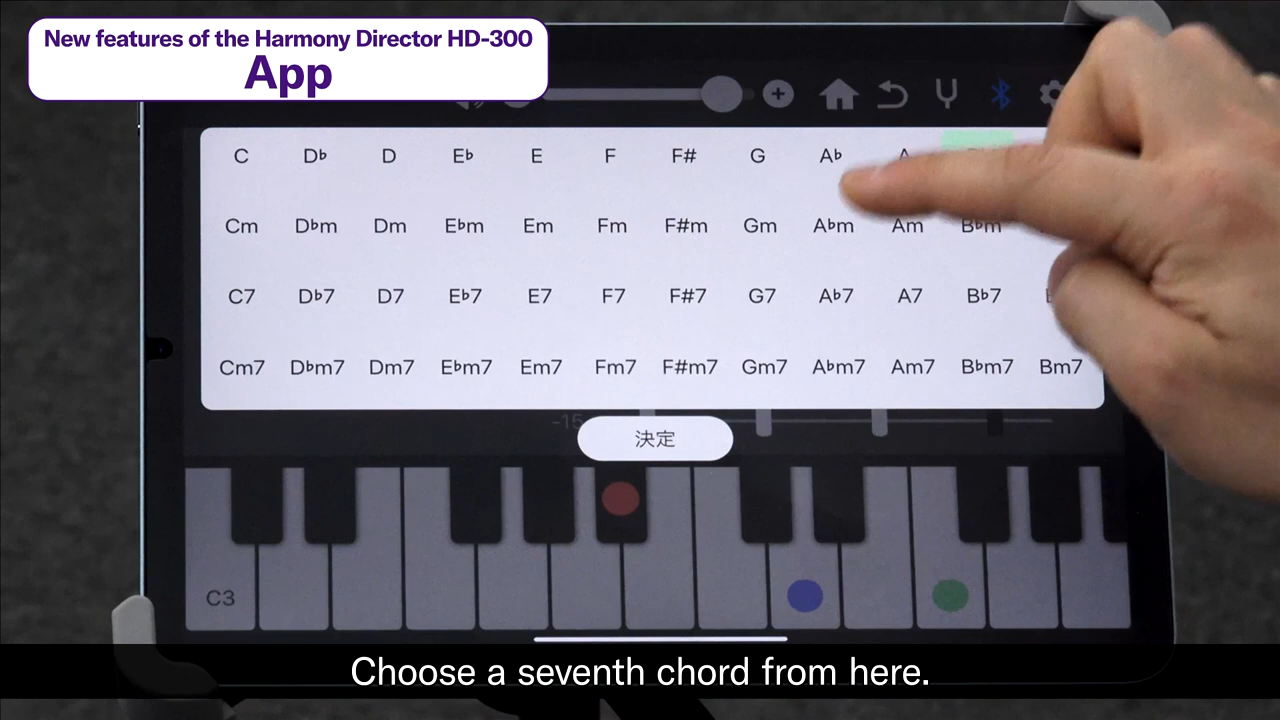 New features of the Harmony Director HD-300
App
C D♭ D E♭ E F F# G A♭
Cm D♭m Dm E♭m Em Fm F#m Gm A♭m Am B♭m
C7 D♭7 D7 E♭7 E7 F7 F#7 G7 A♭7 A7 B♭7
Cm7 D♭m7 Dm7 E♭m7 Em7 Fm7 F#m7 Gm7 A♭m7 Am7 B♭m7 Bm7
-15
決定
C3
Choose a seventh chord from here.